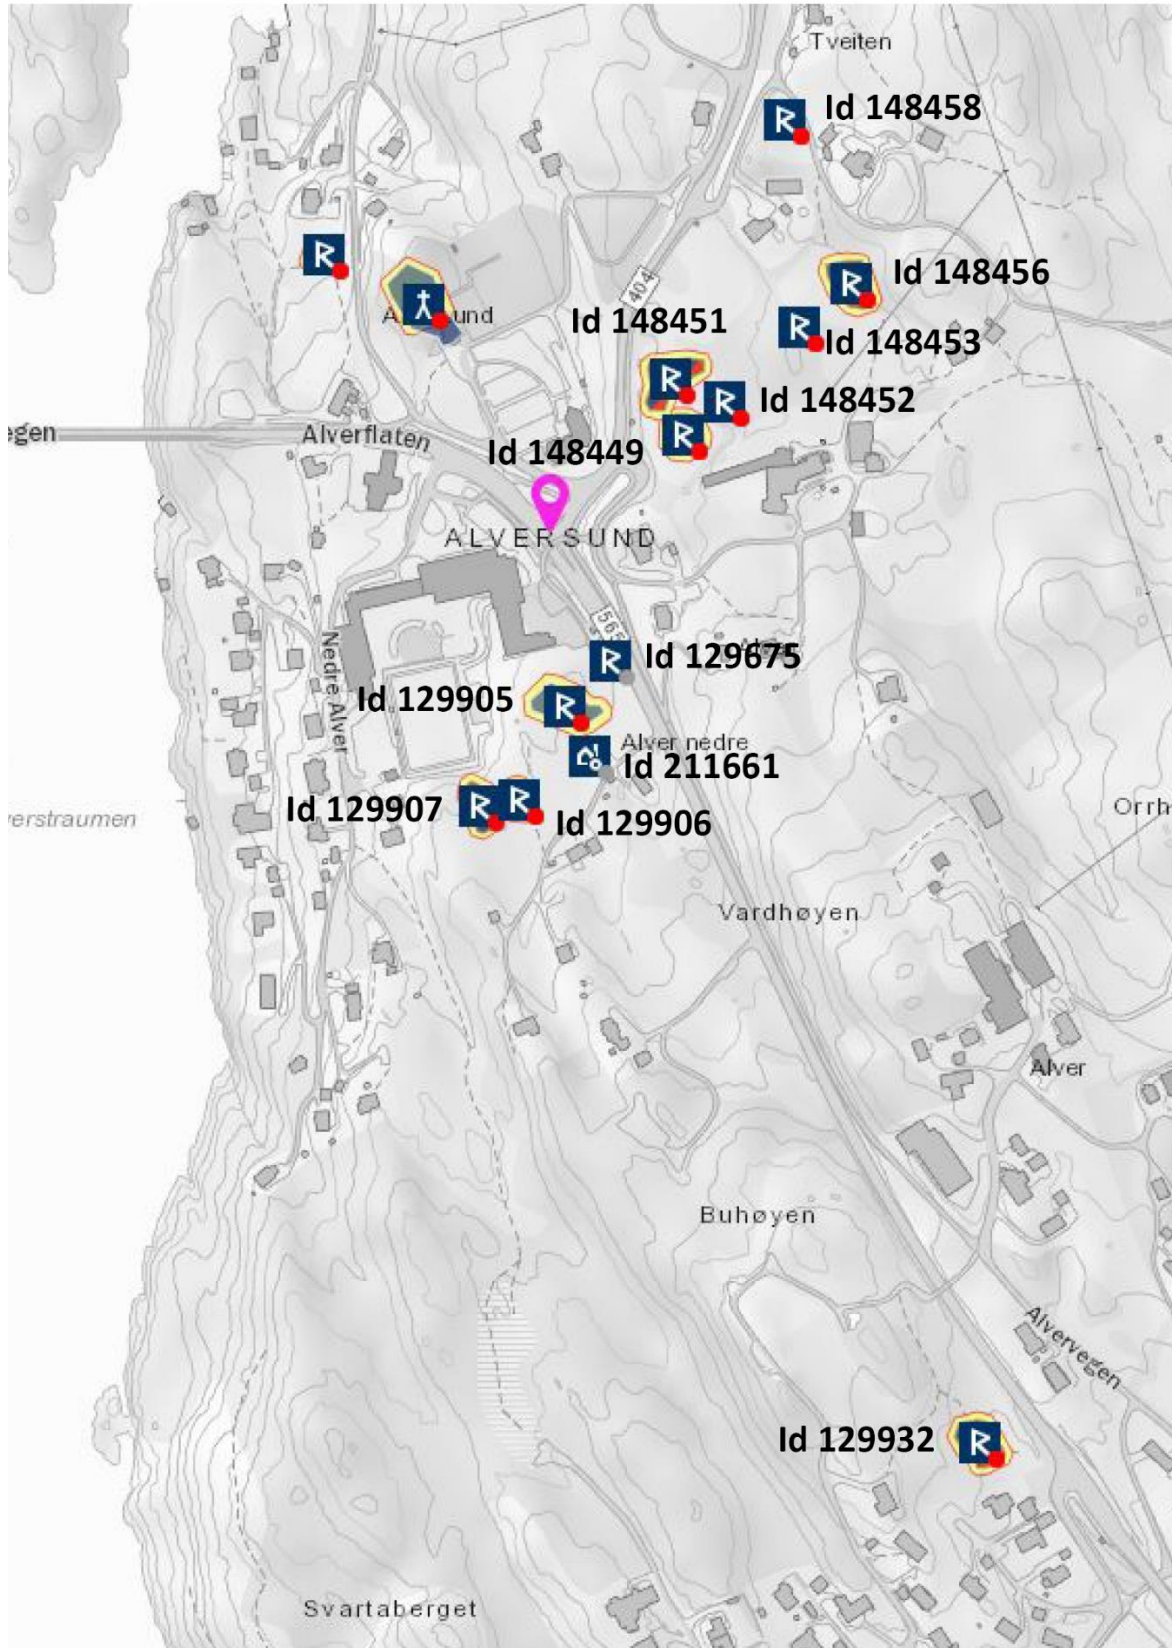 Tveiten
Id 148458
Id 148456
404
Id 148451
Id 148453
Id 148452
egen
Alverflaten
Id 148449
ALVERSUND
565
Id 129675
Nedre Alver
Id 129905
Alver nedre
Id 211661
Id 129907
Id 129906
erstraumen
Orrh
Vardhøyen
Alver
Buhøyen
Alvervegen
Id 129932
Svartaberget